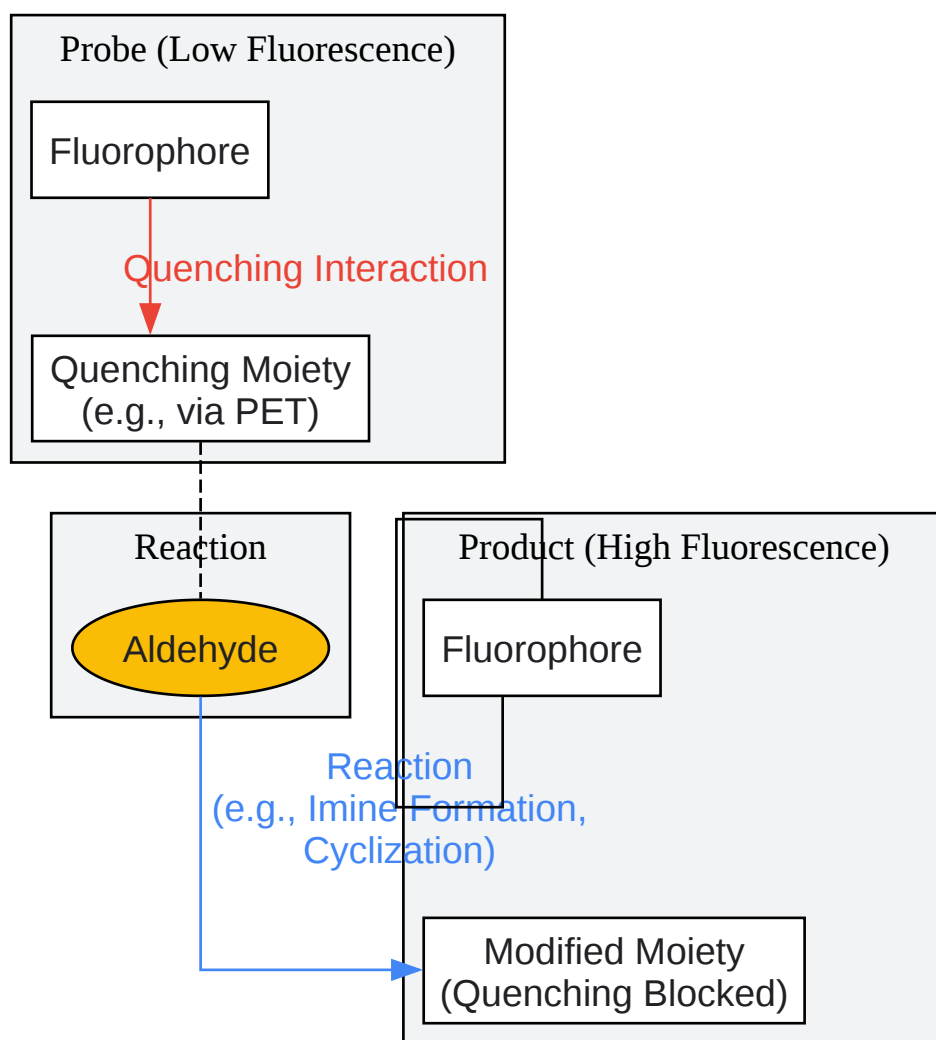 Probe (Low Fluorescence)
Fluorophore
Quenching Interaction
Quenching Moiety
(e.g., via PET)
Reaction
Aldehyde
Product (High Fluorescence)
Fluorophore
Reaction
(e.g., Imine Formation,
Cyclization)
Modified Moiety
(Quenching Blocked)